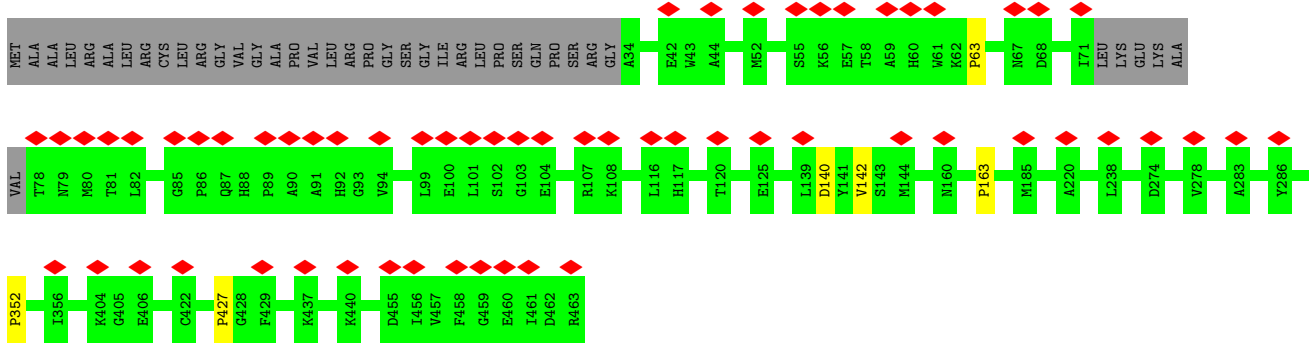 MET ALA ALA LEU ARG ALA LEU ARG CYS LEU ARG GLY VAL GLY ALA PRO VAL LEU ARG PRO GLY SER GLY ILE ARG LEU PRO SER GLN PRO SER ARG GLY A34 E42 W43 A44 M52 S55 K56 E57 T58 A59 H60 W61 K62 P63 N67 D68 I71 LEU LYS GLU LYS ALA
VAL T78 N79 M80 T81 L82 G85 P86 Q87 H88 P89 A90 A91 H92 G93 V94 L99 E100 L101 S102 G103 E104 R107 K108 L116 H117 T120 E125 L139 D140 Y141 V142 S143 M144 N160 P163 M185 A220 L238 D274 V278 A283 Y286
P352 I356 K404 G405 E406 C422 P427 G428 F429 K437 K440 D455 I456 V457 F458 G459 E460 I461 D462 R463